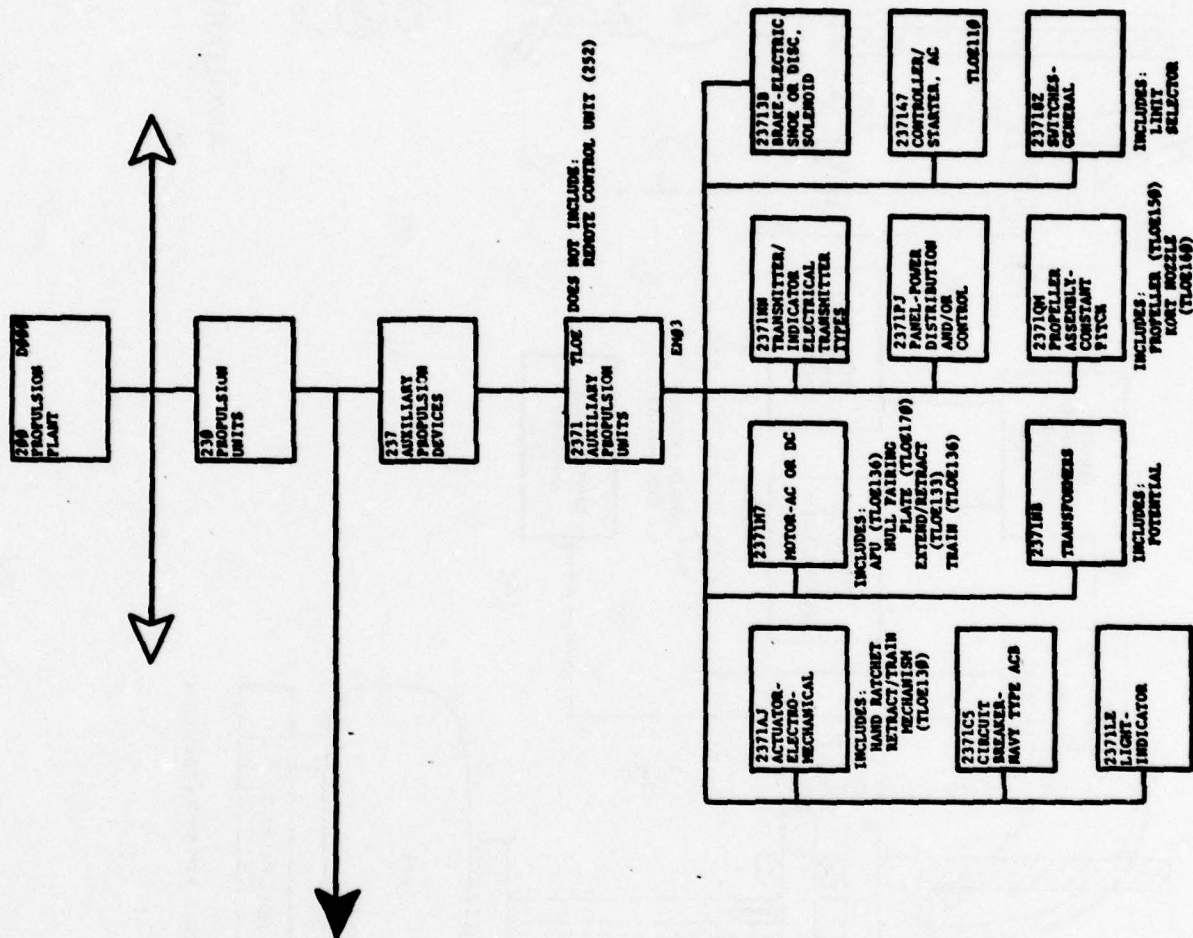 200 D000
PROPULSION
PLANT
230
PROPULSION
UNITS
237
AUXILIARY
PROPULSION
DEVICES
2371 TLOE
AUXILIARY
PROPULSION
UNITS
EM03
DOES NOT INCLUDE:
REMOTE CONTROL UNIT (252)
2371AJ
ACTUATOR-
ELECTRO-
MECHANICAL
INCLUDES:
HAND RATCHET
RETRACT/TRAIN
MECHANISM
(TLOE130)
2371C5
CIRCUIT
BREAKER-
NAVY TYPE ACB
2371LE
LIGHT-
INDICATOR
2371M7
MOTOR-AC OR DC
INCLUDES:
APU (TLOE136)
HULL FAIRING
PLATE (TLOE170)
EXTEND/RETRACT
(TLOE133)
TRAIN (TLOE136)
TRANSFORMERS
INCLUDES:
POTENTIAL
TRANSMITTER/
INDICATOR
ELECTRICAL
TRANSMITTER
TYPES
2371PJ
PANEL-POWER
DISTRIBUTION
AND/OR
CONTROL
2371QM
PROPELLER
ASSEMBLY-
CONSTANT
PITCH
INCLUDES:
PROPELLER (TLOE150)
KORT NOZZLE
(TLOE160)
23713B
BRAKE-ELECTRIC,
SHOE OR DISC,
SOLENOID
237147
CONTROLLER/
STARTER, AC
TLOE110
2371BZ
SWITCHES-
GENERAL
INCLUDES:
LIMIT
SELECTOR